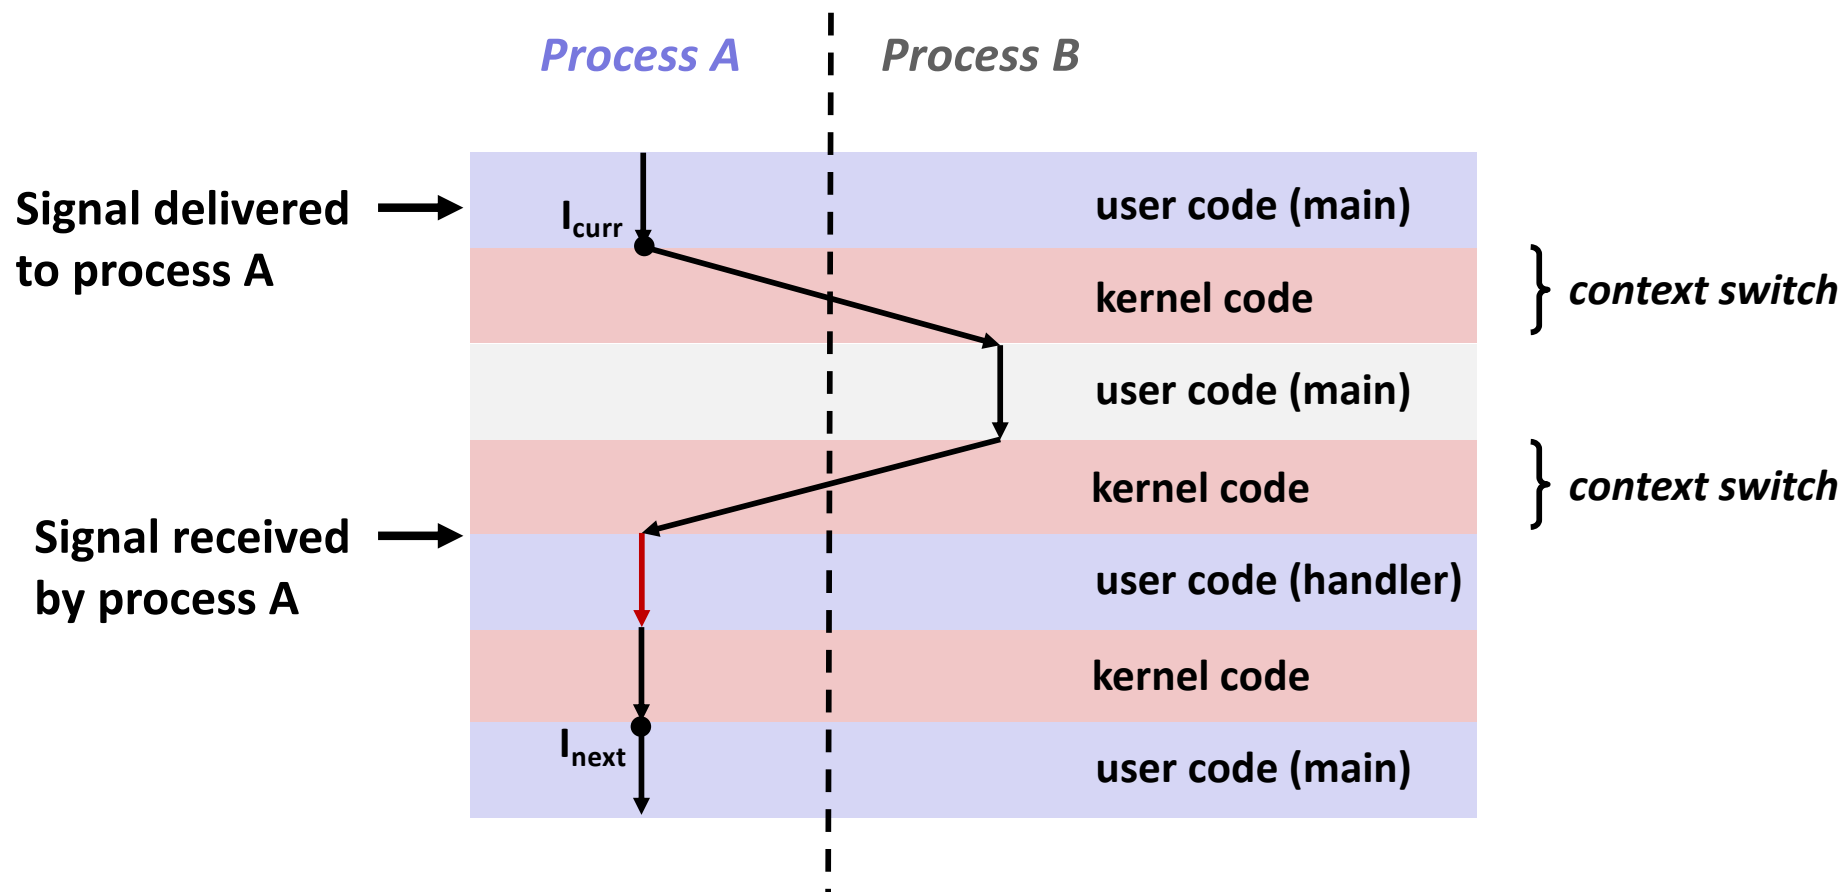 Process A
Process B
Signal delivered
to process A
Icurr
user code (main)
kernel code
context switch
user code (main)
kernel code
context switch
Signal received
by process A
user code (handler)
kernel code
Inext
user code (main)